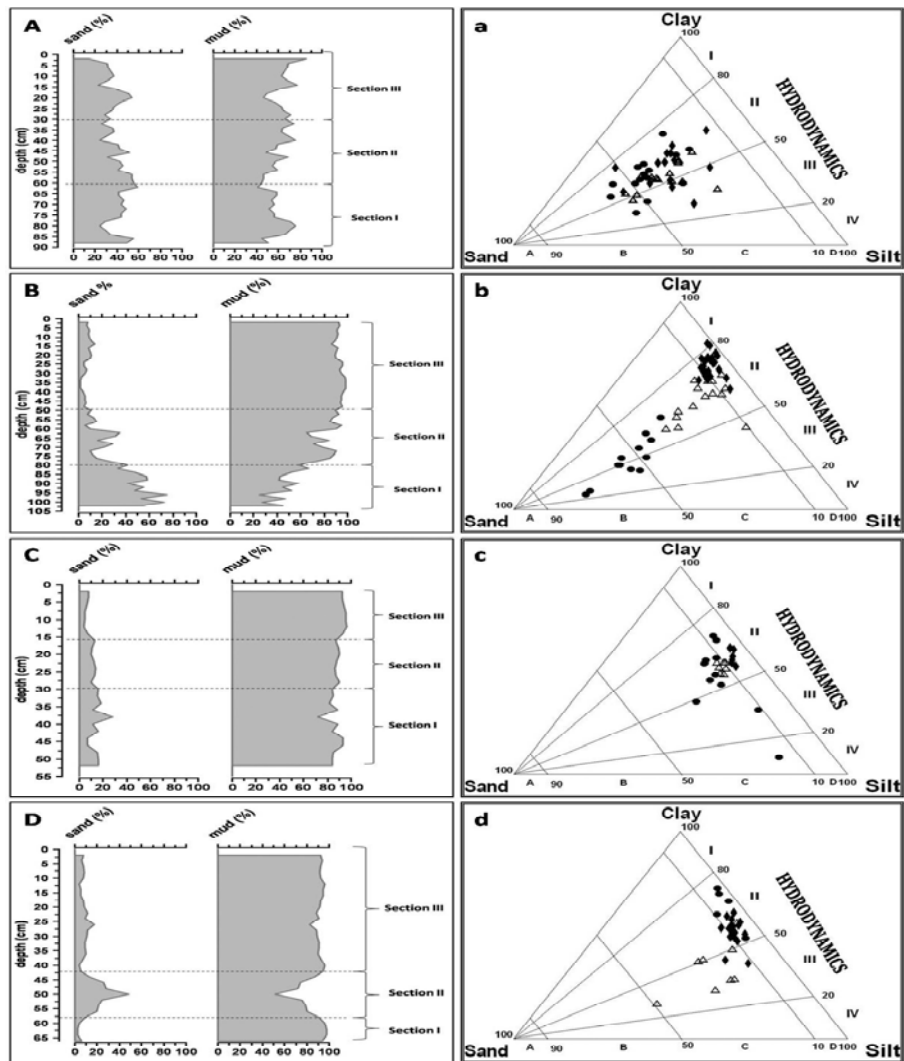 A
sand (%)
mud (%)
depth (cm)
0
5
10
15
20
25
30
35
40
45
50
55
60
65
70
75
80
85
90
0 20 40 60 80 100
0 20 40 60 80 100
Section III
Section II
Section I
a
Clay
100
I
80
II
50
III
20
IV
HYDRODYNAMICS
100
Sand
A 90 B 50 C 10 D 100
Silt
B
sand %
mud (%)
depth (cm)
0
5
10
15
20
25
30
35
40
45
50
55
60
65
70
75
80
85
90
95
100
105
0 20 40 60 80 100
0 20 40 60 80 100
Section III
Section II
Section I
b
Clay
100
I
80
II
50
III
20
IV
HYDRODYNAMICS
100
Sand
A 90 B 50 C 10 D 100
Silt
C
sand (%)
mud (%)
depth (cm)
0
5
10
15
20
25
30
35
40
45
50
55
0 20 40 60 80 100
0 20 40 60 80 100
Section III
Section II
Section I
c
Clay
100
I
80
II
50
III
20
IV
HYDRODYNAMICS
100
Sand
A 90 B 50 C 10 D 100
Silt
D
sand (%)
mud (%)
depth (cm)
0
5
10
15
20
25
30
35
40
45
50
55
60
65
0 20 40 60 80 100
0 20 40 60 80 100
Section III
Section II
Section I
d
Clay
100
I
80
II
50
III
20
IV
HYDRODYNAMICS
100
Sand
A 90 B 50 C 10 D 100
Silt